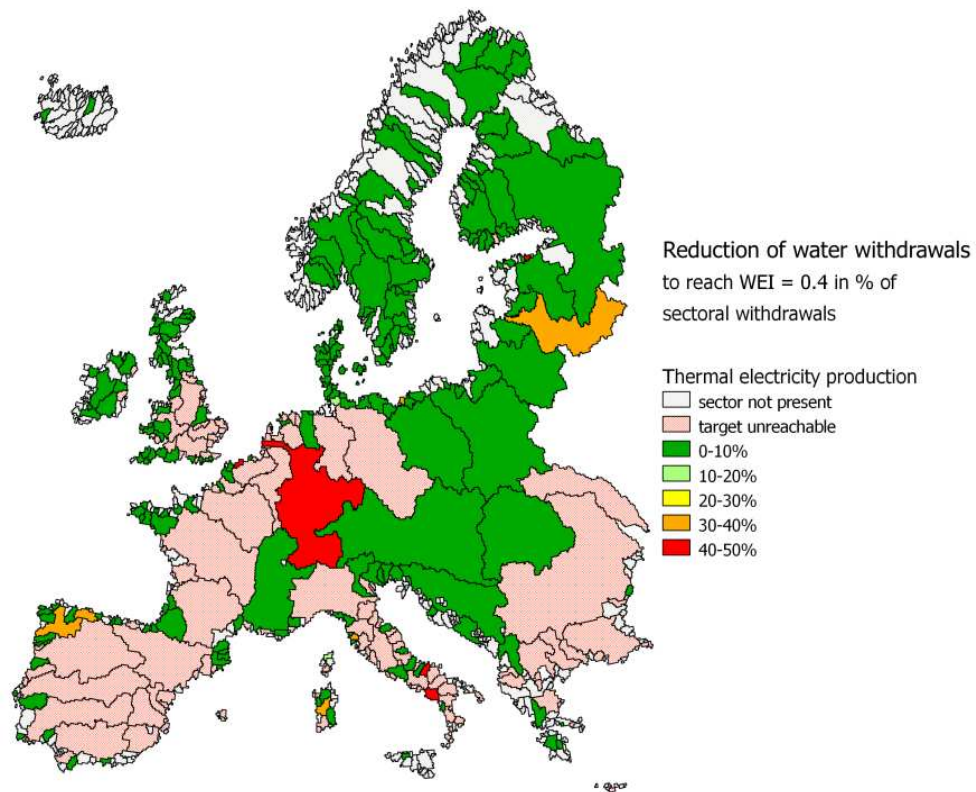 Reduction of water withdrawals
to reach WEI = 0.4 in % of
sectoral withdrawals
Thermal electricity production
sector not present
target unreachable
0-10%
10-20%
20-30%
30-40%
40-50%